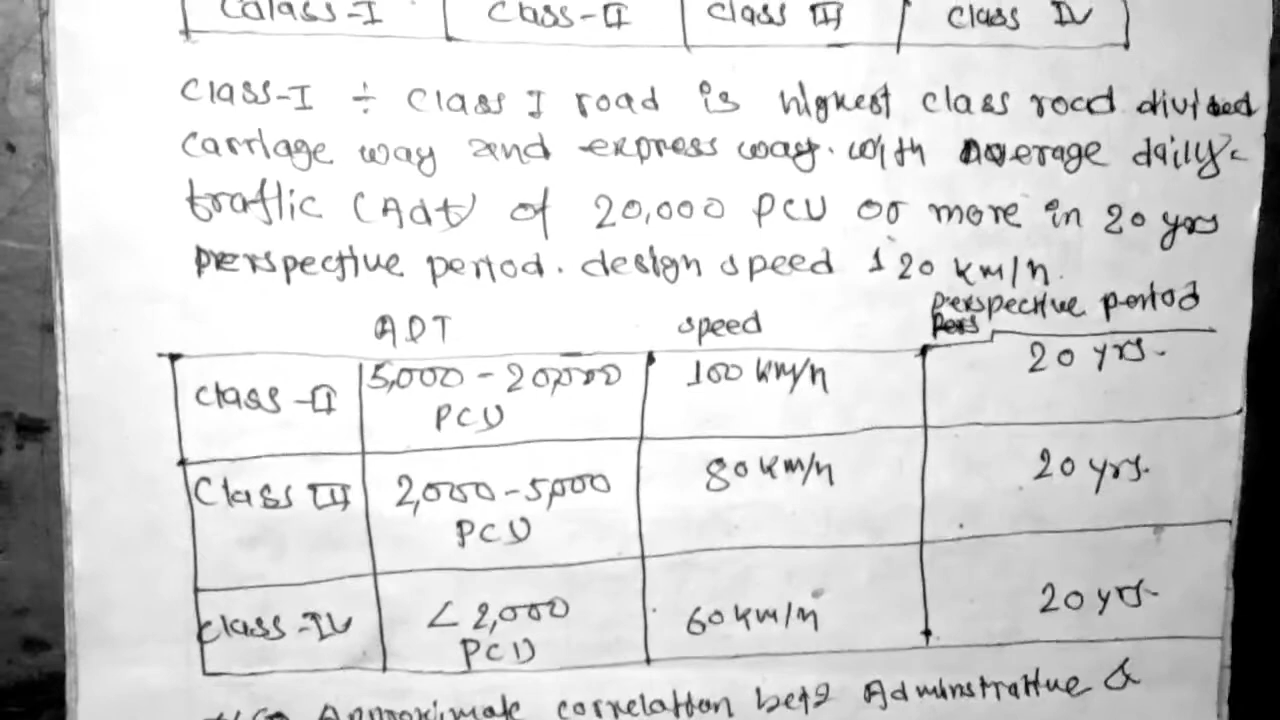 Calass-I Class-II Class III Class IV
Class-I ÷ Class I road is highest class rocd divided
carriage way and express way. with average daily
traffic (Adt) of 20,000 PCU or more in 20 yrs
perspective period. design speed 120 km/h.
ADT speed perspective period
Pers
Class-II 5,000 - 20,000 PCU 100 km/h 20 yrs.
Class III 2,000-5,000 PCU 80 km/h 20 yrs.
Class-IV < 2,000 PCU 60 km/h 20 yrs.
Approximate correlation betn Adminstrative &